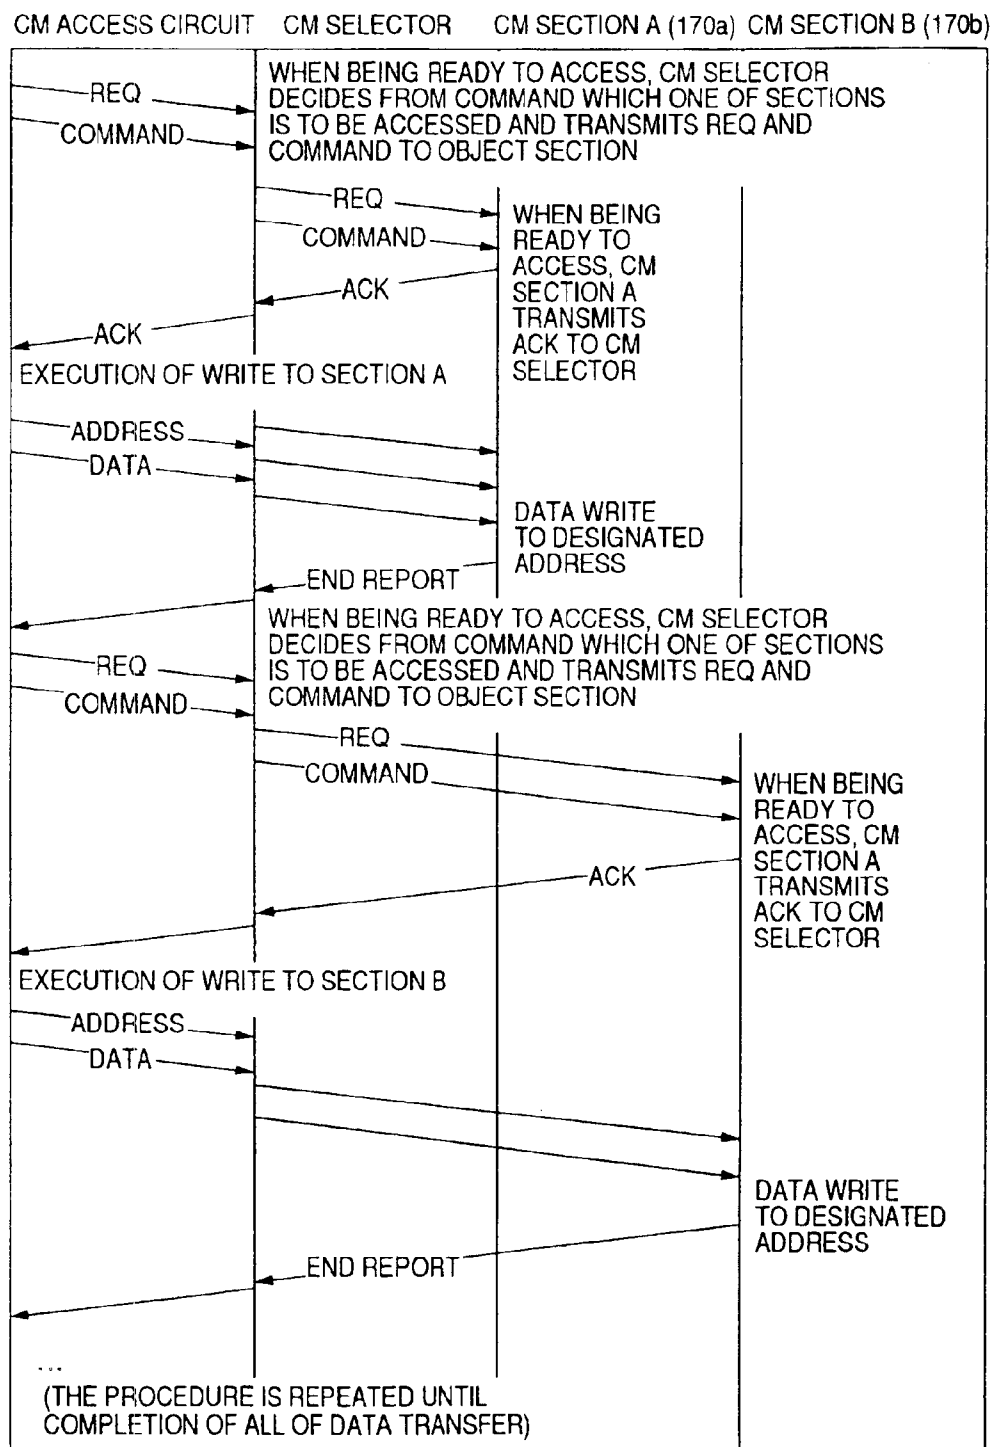 CM ACCESS CIRCUIT CM SELECTOR CM SECTION A (170a) CM SECTION B (170b)
WHEN BEING READY TO ACCESS, CM SELECTOR
DECIDES FROM COMMAND WHICH ONE OF SECTIONS
IS TO BE ACCESSED AND TRANSMITS REQ AND
COMMAND TO OBJECT SECTION
REQ
COMMAND
REQ
COMMAND
ACK
ACK
WHEN BEING
READY TO
ACCESS, CM
SECTION A
TRANSMITS
ACK TO CM
SELECTOR
EXECUTION OF WRITE TO SECTION A
ADDRESS
DATA
DATA WRITE
TO DESIGNATED
ADDRESS
END REPORT
WHEN BEING READY TO ACCESS, CM SELECTOR
DECIDES FROM COMMAND WHICH ONE OF SECTIONS
IS TO BE ACCESSED AND TRANSMITS REQ AND
COMMAND TO OBJECT SECTION
REQ
COMMAND
REQ
COMMAND
WHEN BEING
READY TO
ACCESS, CM
SECTION A
TRANSMITS
ACK TO CM
SELECTOR
ACK
EXECUTION OF WRITE TO SECTION B
ADDRESS
DATA
DATA WRITE
TO DESIGNATED
ADDRESS
END REPORT
...
(THE PROCEDURE IS REPEATED UNTIL
COMPLETION OF ALL OF DATA TRANSFER)